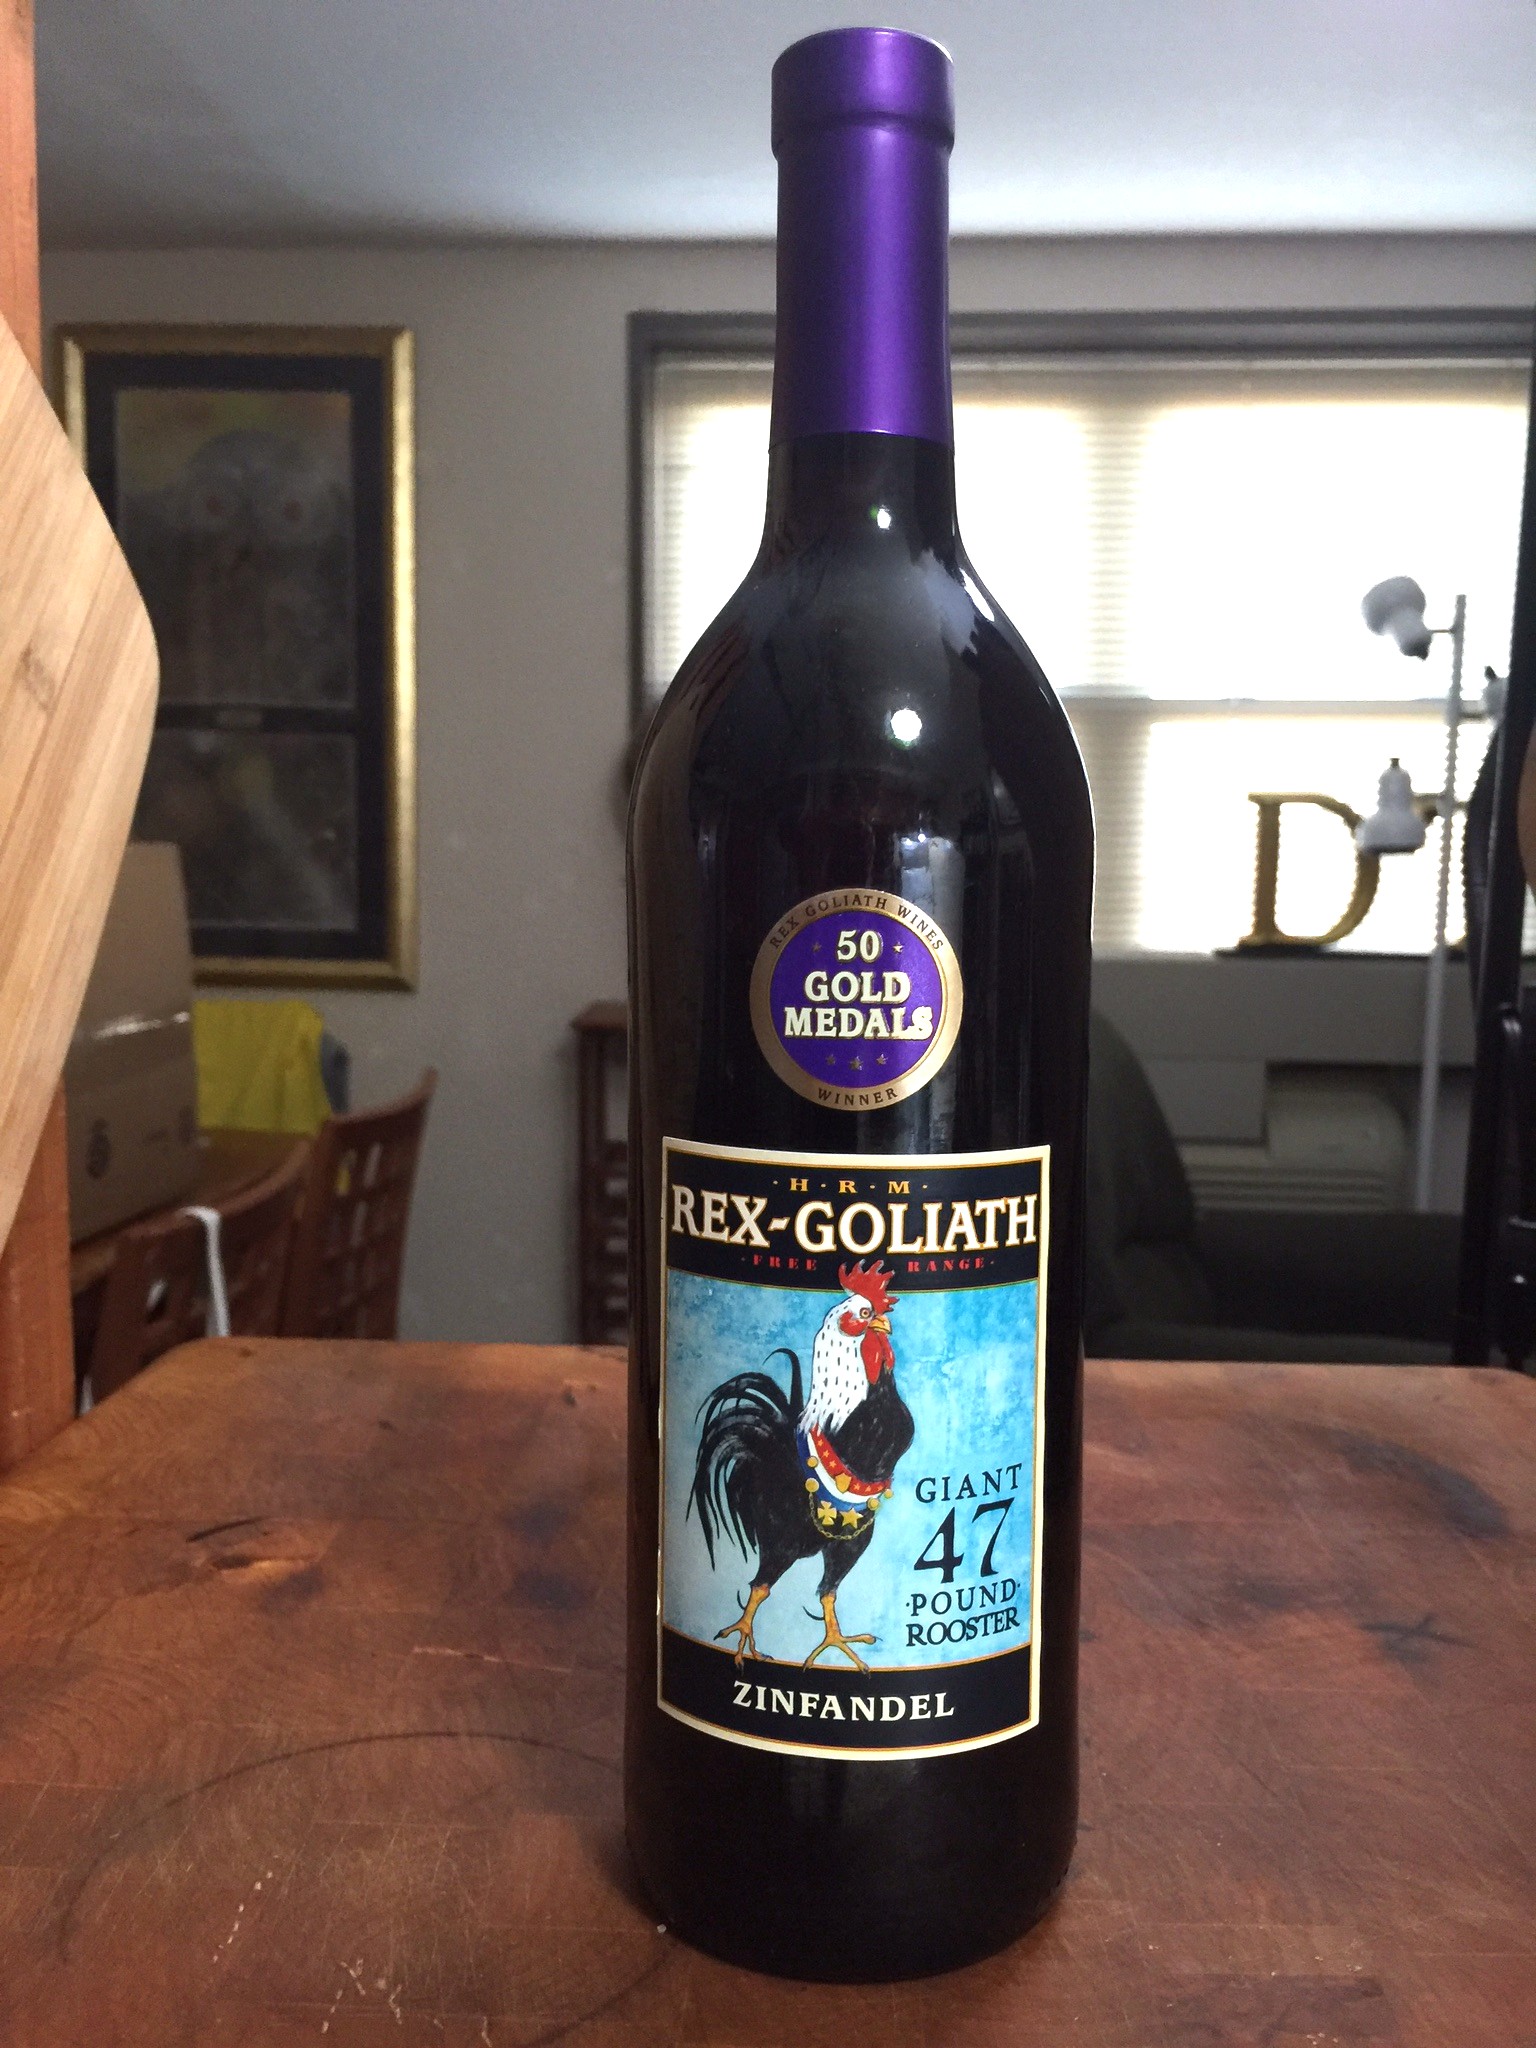 REX GOLIATH WINES
50
GOLD
MEDALS
WINNER
·H·R·M·
REX-GOLIATH
·FREE RANGE·
GIANT
47
·POUND·
ROOSTER
ZINFANDEL
D